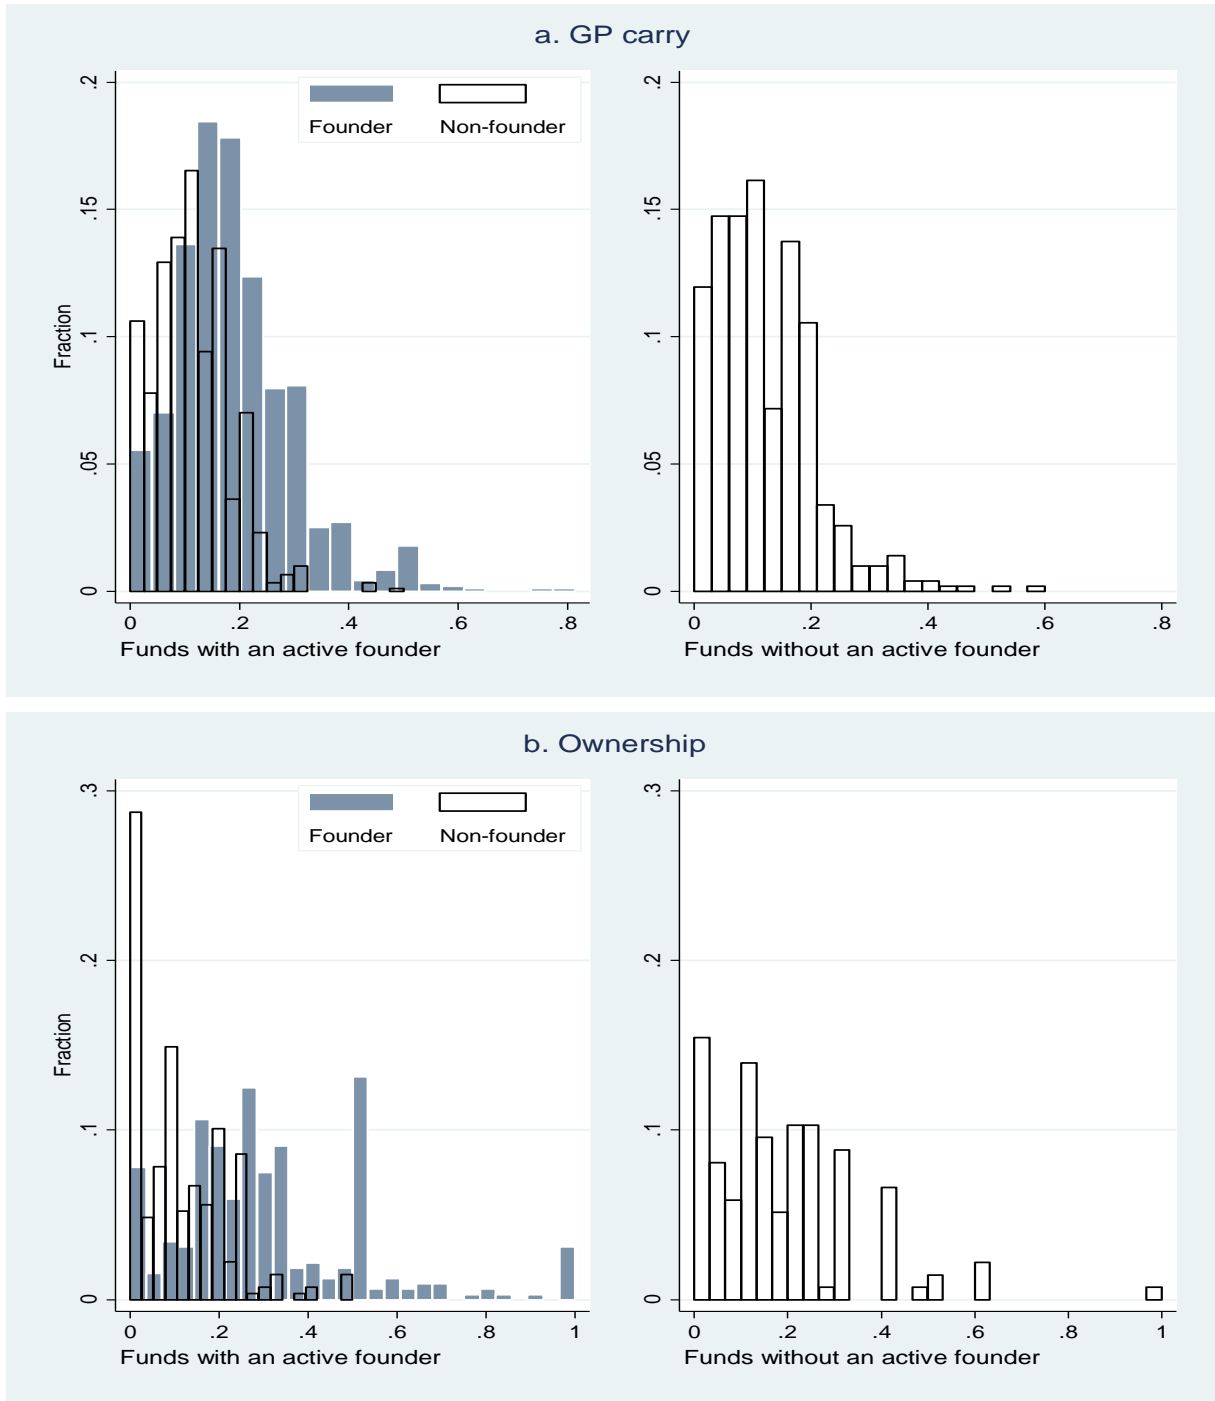 a. GP carry
.2
.15
.1
.05
0
Fraction
Founder Non-founder
0 .2 .4 .6 .8
Funds with an active founder
.2
.15
.1
.05
0
0 .2 .4 .6 .8
Funds without an active founder
b. Ownership
.3
.2
.1
0
Fraction
Founder Non-founder
0 .2 .4 .6 .8 1
Funds with an active founder
.3
.2
.1
0
0 .2 .4 .6 .8 1
Funds without an active founder